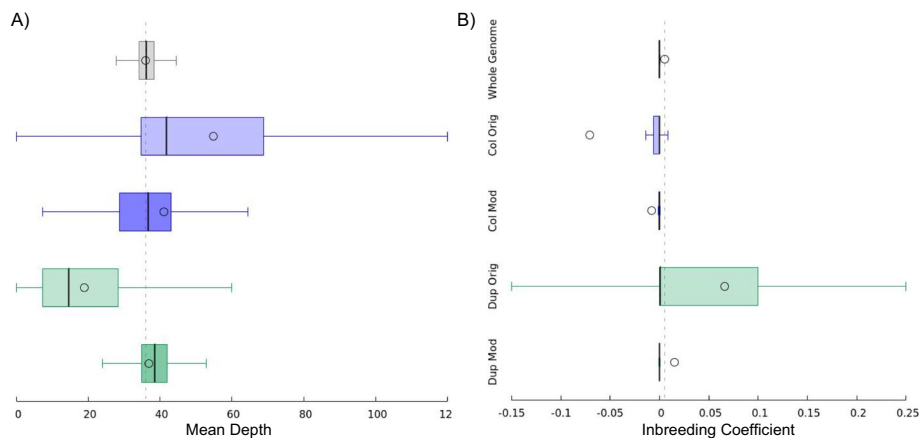 A)
B)
Whole Genome
Col Orig
Col Mod
Dup Orig
Dup Mod
0 20 40 60 80 100 12
Mean Depth
-0.15 -0.1 -0.05 0 0.05 0.1 0.15 0.2 0.25
Inbreeding Coefficient